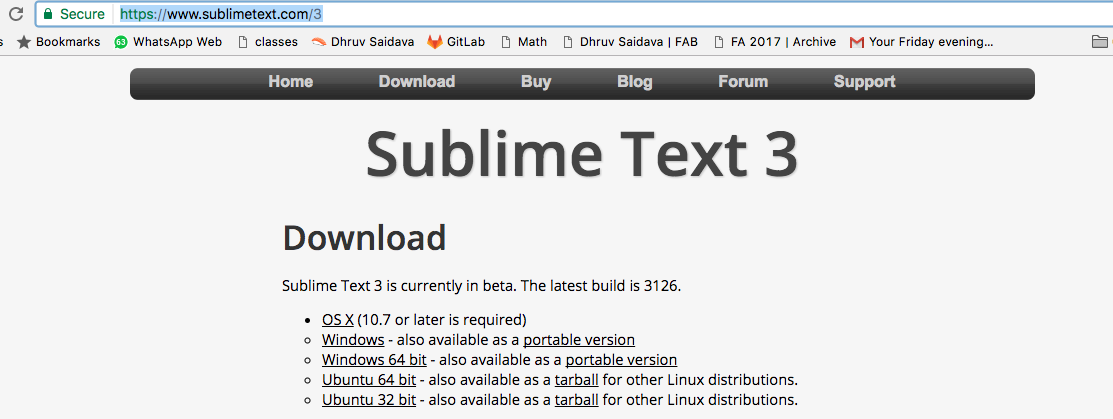 Secure https://www.sublimetext.com/3
Bookmarks 63 WhatsApp Web classes Dhruv Saidava GitLab Math Dhruv Saidava | FAB FA 2017 | Archive Your Friday evening...
Home Download Buy Blog Forum Support
Sublime Text 3
Download
Sublime Text 3 is currently in beta. The latest build is 3126.
• OS X (10.7 or later is required)
◦ Windows - also available as a portable version
◦ Windows 64 bit - also available as a portable version
◦ Ubuntu 64 bit - also available as a tarball for other Linux distributions.
◦ Ubuntu 32 bit - also available as a tarball for other Linux distributions.